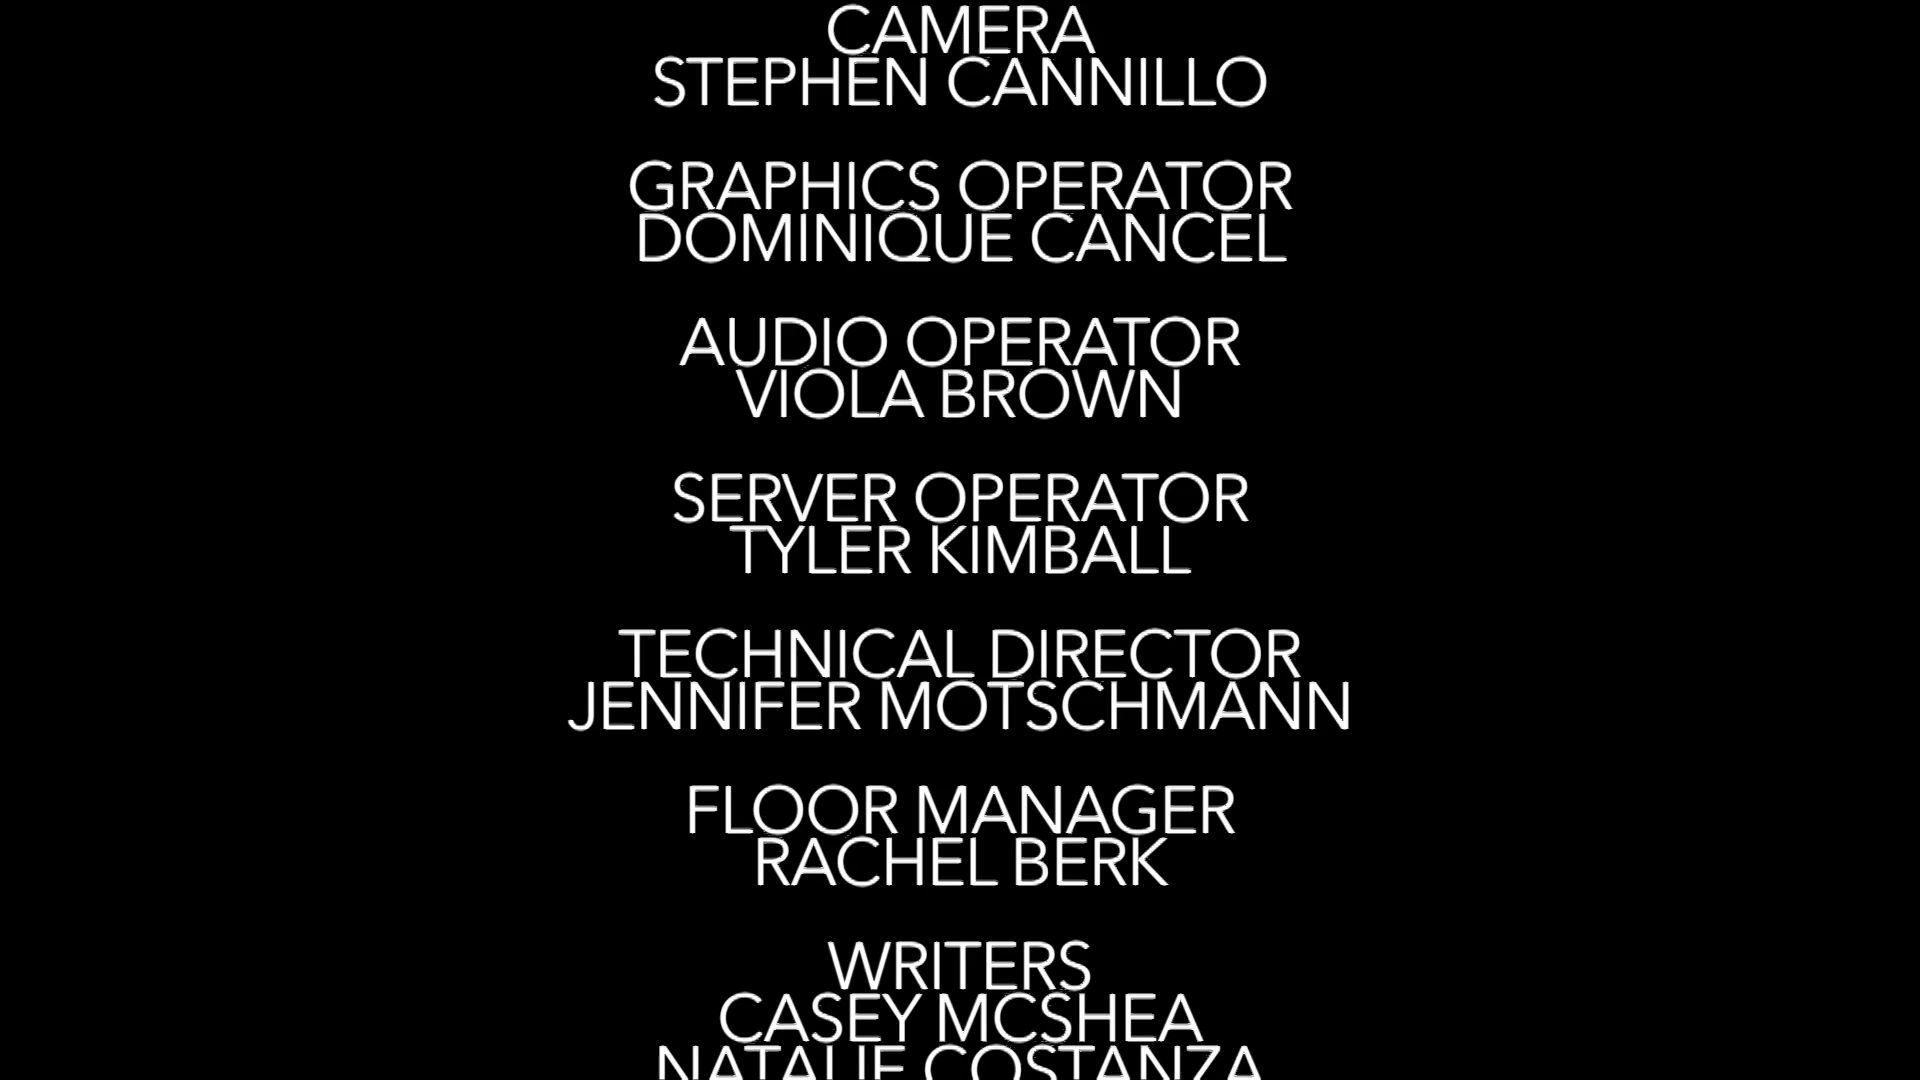 CAMERA
STEPHEN CANNILLO
GRAPHICS OPERATOR
DOMINIQUE CANCEL
AUDIO OPERATOR
VIOLA BROWN
SERVER OPERATOR
TYLER KIMBALL
TECHNICAL DIRECTOR
JENNIFER MOTSCHMANN
FLOOR MANAGER
RACHEL BERK
WRITERS
CASEY MCSHEA
NATALIE COSTANZA